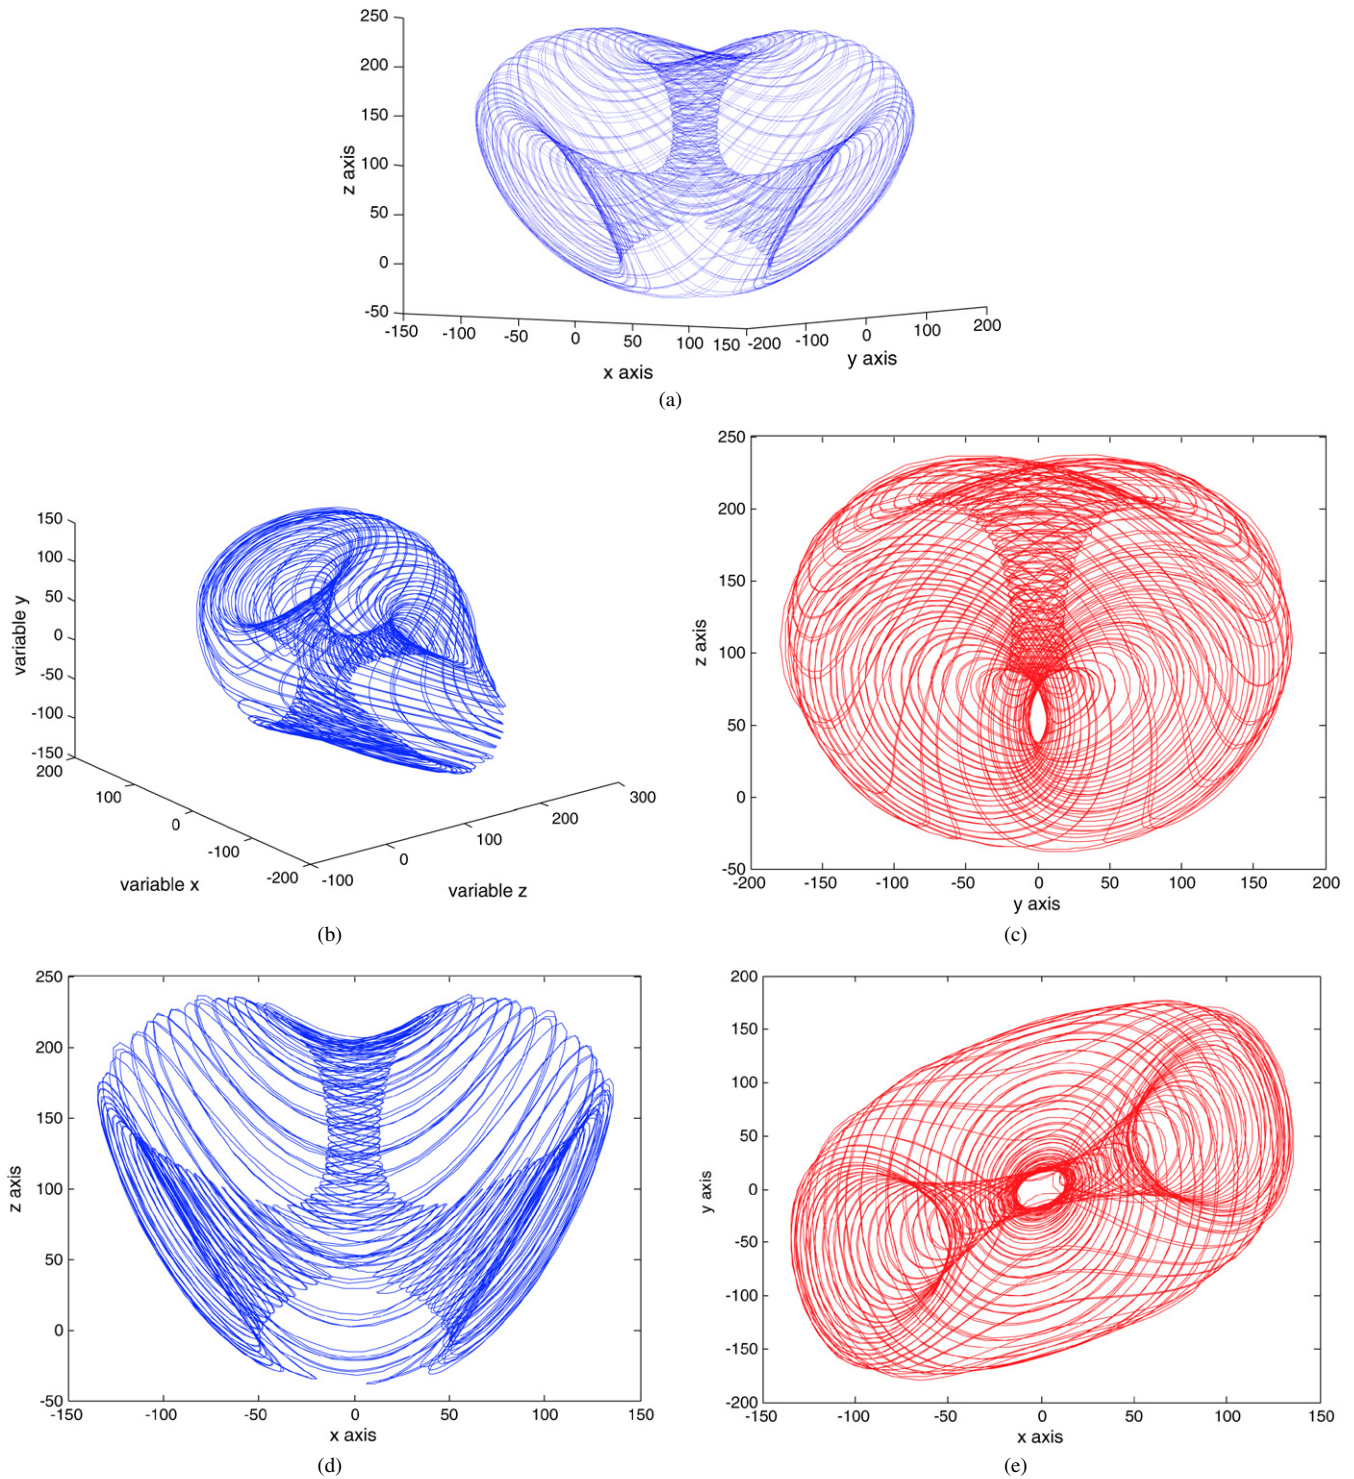 250
200
150
100
50
0
-50
z axis
-150 -100 -50 0 50 100 150 -200 -100 0 100 200
x axis
y axis
(a)
150
100
50
0
-50
-100
-150
variable y
200 100 0 -100 -200
variable x
-100 0 100 200 300
variable z
(b)
250
200
150
100
50
0
-50
z axis
-200 -150 -100 -50 0 50 100 150 200
y axis
(c)
250
200
150
100
50
0
-50
z axis
-150 -100 -50 0 50 100 150
x axis
(d)
200
150
100
50
0
-50
-100
-150
-200
y axis
-150 -100 -50 0 50 100 150
x axis
(e)